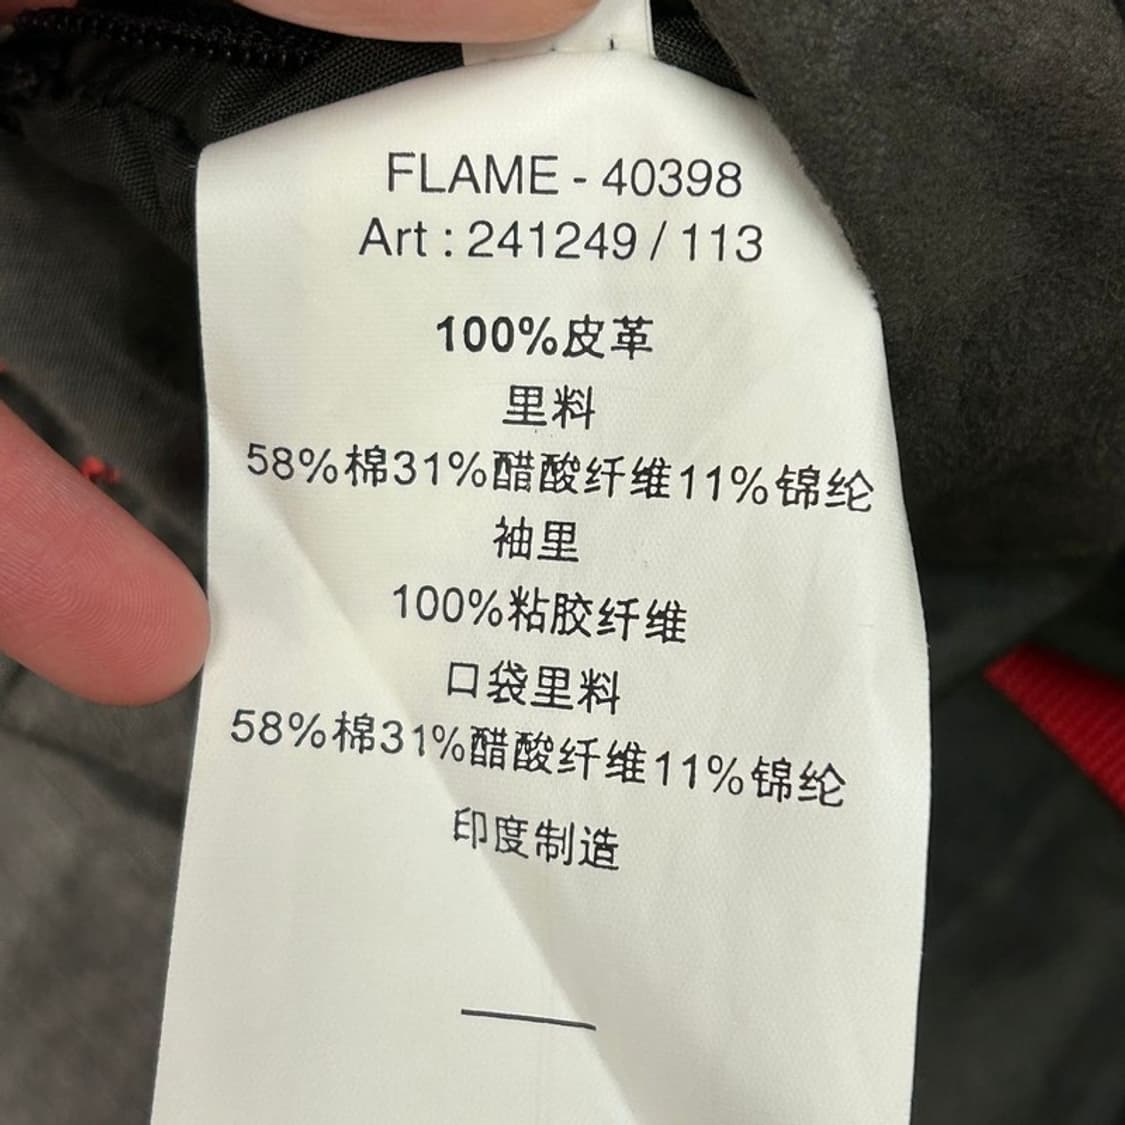 FLAME - 40398
Art : 241249 / 113
100%皮革
里料
58%棉31%醋酸纤维11%锦纶
袖里
100%粘胶纤维
口袋里料
58%棉31%醋酸纤维11%锦纶
印度制造